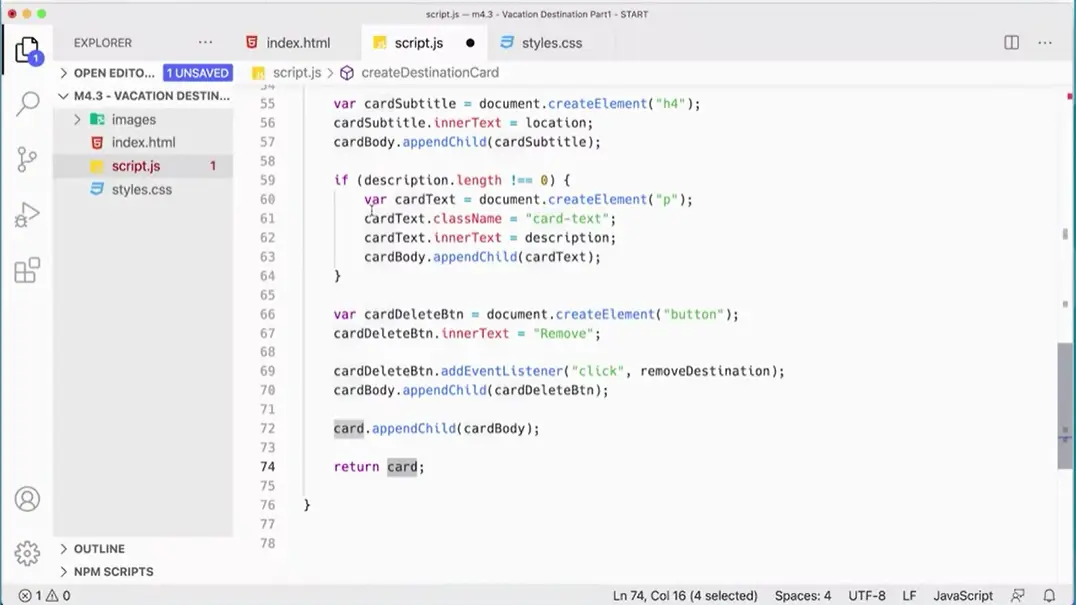 script.js — m4.3 - Vacation Destination Part1 - START
EXPLORER ... index.html script.js styles.css ...
OPEN EDITO... 1 UNSAVED script.js > createDestinationCard
M4.3 - VACATION DESTIN...
images
index.html
script.js 1
styles.css
1
55 var cardSubtitle = document.createElement("h4");
56 cardSubtitle.innerText = location;
57 cardBody.appendChild(cardSubtitle);
58
59 if (description.length !== 0) {
60 var cardText = document.createElement("p");
61 cardText.className = "card-text";
62 cardText.innerText = description;
63 cardBody.appendChild(cardText);
64 }
65
66 var cardDeleteBtn = document.createElement("button");
67 cardDeleteBtn.innerText = "Remove";
68
69 cardDeleteBtn.addEventListener("click", removeDestination);
70 cardBody.appendChild(cardDeleteBtn);
71
72 card.appendChild(cardBody);
73
74 return card;
75
76 }
77
78
OUTLINE
NPM SCRIPTS
1 0 Ln 74, Col 16 (4 selected) Spaces: 4 UTF-8 LF JavaScript